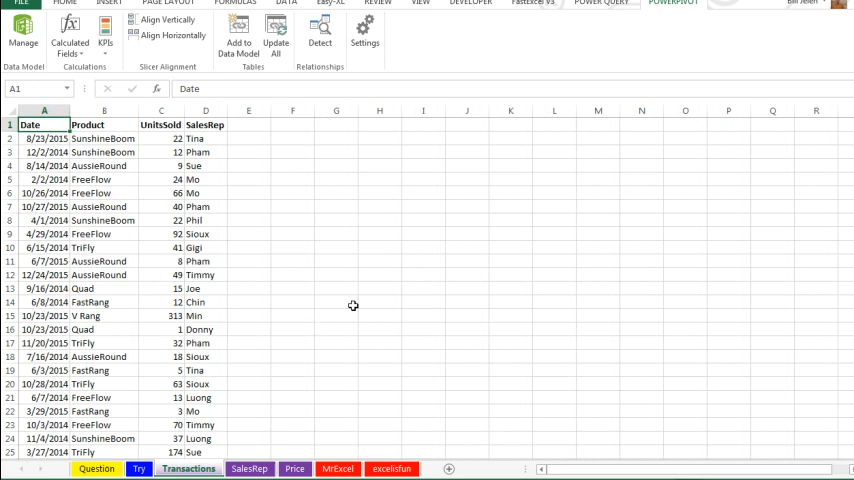 FILE HOME INSERT PAGE LAYOUT FORMULAS DATA Easy-XL REVIEW VIEW DEVELOPER FastExcel V3 POWER QUERY POWERPIVOT Bill Jelen
Manage Calculated Fields KPIs Align Vertically Align Horizontally Add to Data Model Update All Detect Settings
Data Model Calculations Slicer Alignment Tables Relationships
A1 fx Date
A B C D E F G H I J K L M N O P Q R
1 Date Product UnitsSold SalesRep
2 8/23/2015 SunshineBoom 22 Tina
3 12/2/2014 SunshineBoom 12 Pham
4 8/14/2014 AussieRound 9 Sue
5 2/2/2014 FreeFlow 24 Mo
6 10/26/2014 FreeFlow 66 Mo
7 10/27/2015 AussieRound 40 Pham
8 4/1/2014 SunshineBoom 22 Phil
9 4/29/2014 FreeFlow 92 Sioux
10 6/15/2014 TriFly 41 Gigi
11 6/7/2015 AussieRound 8 Pham
12 12/24/2015 AussieRound 49 Timmy
13 9/16/2014 Quad 15 Joe
14 6/8/2014 FastRang 12 Chin
15 10/23/2015 V Rang 313 Min
16 10/23/2015 Quad 1 Donny
17 11/20/2015 TriFly 32 Pham
18 7/16/2014 AussieRound 18 Sioux
19 6/3/2015 FastRang 5 Tina
20 10/28/2014 TriFly 63 Sioux
21 6/7/2014 FreeFlow 13 Luong
22 3/29/2015 FastRang 3 Mo
23 10/3/2014 FreeFlow 70 Timmy
24 11/4/2014 SunshineBoom 37 Luong
25 3/27/2014 TriFly 174 Sue
Question Try Transactions SalesRep Price MrExcel excelisfun